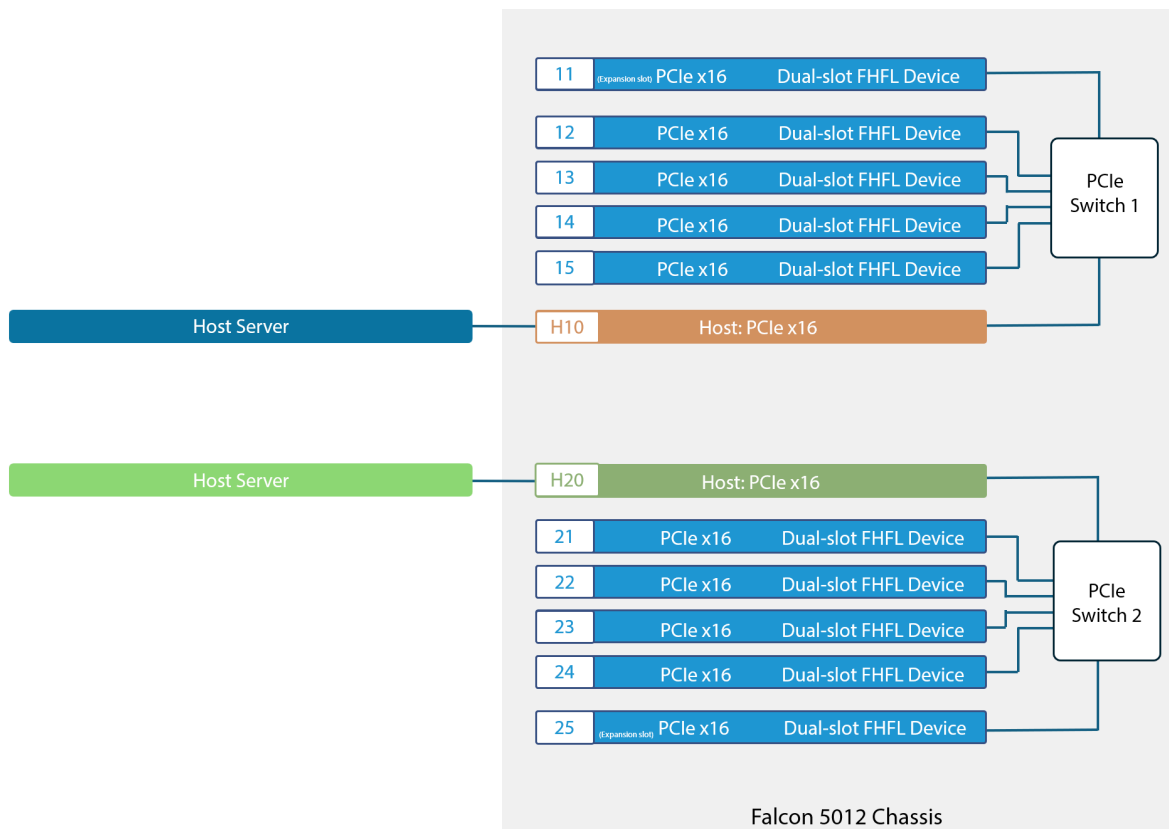 11 (Expansion slot) PCIe x16 Dual-slot FHFL Device
12 PCIe x16 Dual-slot FHFL Device
13 PCIe x16 Dual-slot FHFL Device
14 PCIe x16 Dual-slot FHFL Device
15 PCIe x16 Dual-slot FHFL Device
PCIe
Switch 1
Host Server
H10 Host: PCIe x16
Host Server
H20 Host: PCIe x16
21 PCIe x16 Dual-slot FHFL Device
22 PCIe x16 Dual-slot FHFL Device
23 PCIe x16 Dual-slot FHFL Device
24 PCIe x16 Dual-slot FHFL Device
25 (Expansion slot) PCIe x16 Dual-slot FHFL Device
PCIe
Switch 2
Falcon 5012 Chassis